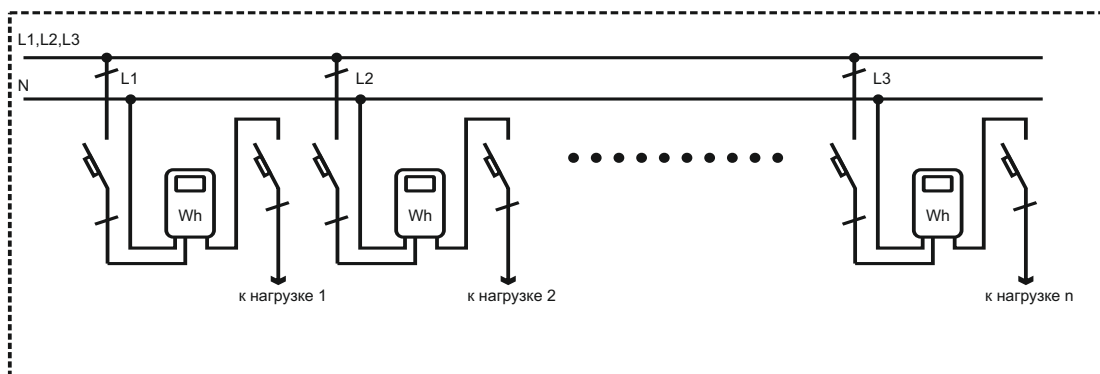 L1,L2,L3
L1
L2
L3
N
Wh
Wh
Wh
к нагрузке 1
к нагрузке 2
к нагрузке n